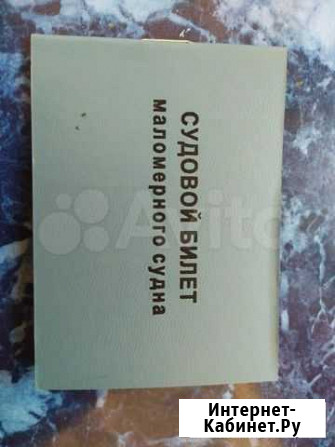 СУДОВОЙ БИЛЕТ
маломерного судна
Avito
Интернет-
Кабинет.Ру